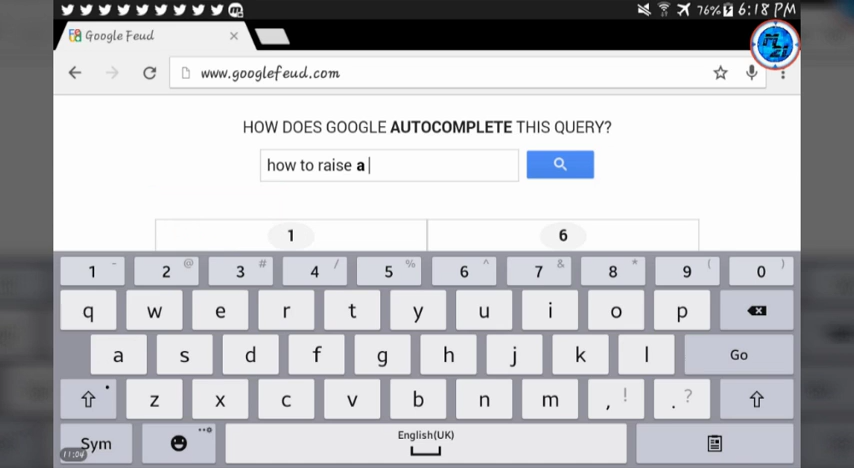 76% 6:18 PM
Google Feud
www.googlefeud.com
HOW DOES GOOGLE AUTOCOMPLETE THIS QUERY?
how to raise a
1 6
1 - 2 @ 3 # 4 / 5 % 6 ^ 7 & 8 * 9 ( 0 )
q w e r t y u i o p
a s d f g h j k l Go
z x c v b n m , ! . ?
Sym English(UK)
11:04